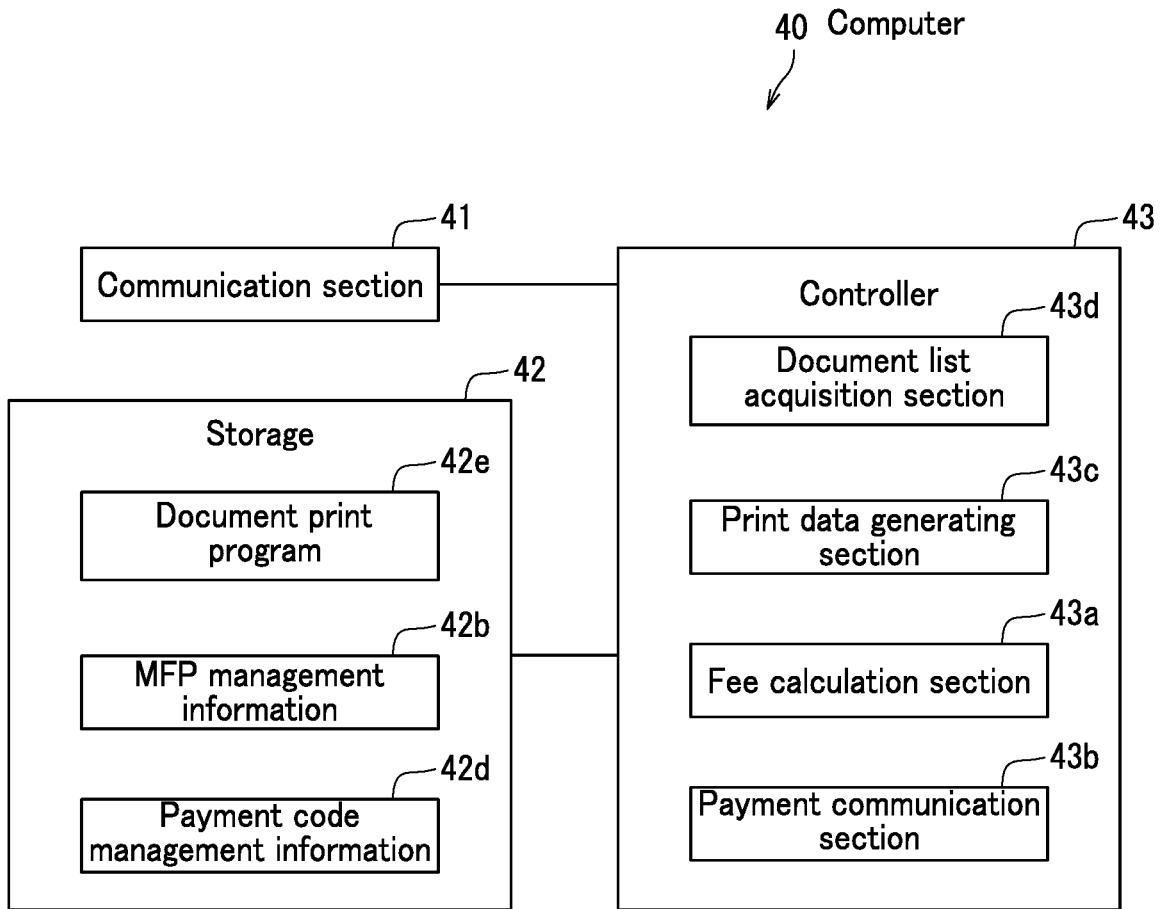 40 Computer
41
Communication section
42
Storage
42e
Document print
program
42b
MFP management
information
42d
Payment code
management information
43
Controller
43d
Document list
acquisition section
43c
Print data generating
section
43a
Fee calculation section
43b
Payment communication
section